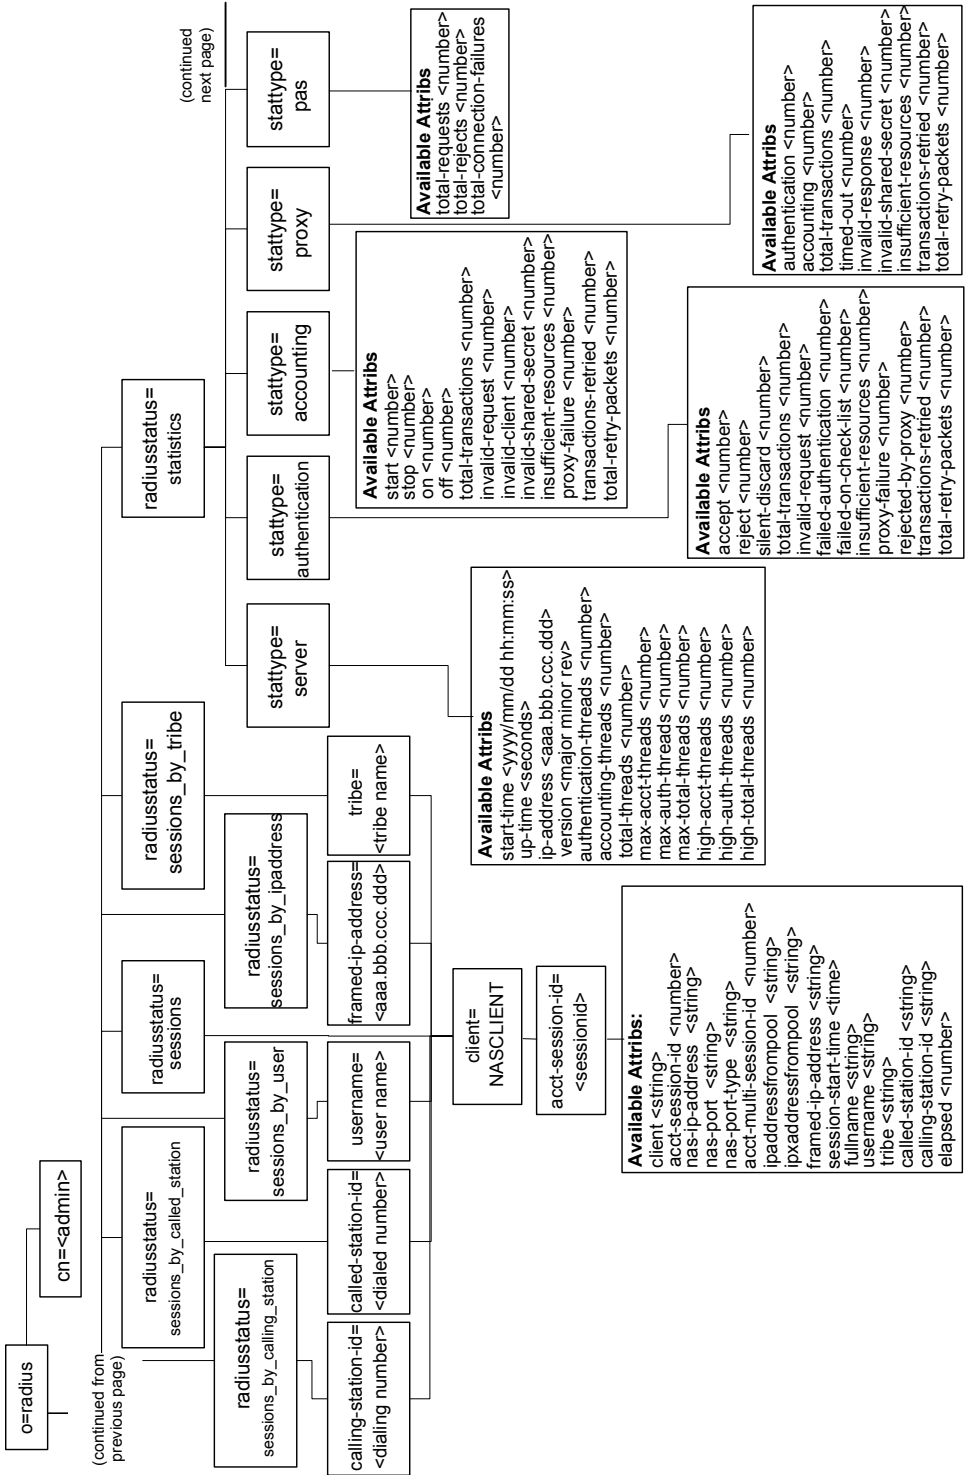 o=radius
cn=<admin>
(continued from
previous page)
(continued
next page)
radiusstatus=
sessions_by_calling_station
radiusstatus=
sessions_by_called_station
radiusstatus=
sessions_by_user
radiusstatus=
sessions
radiusstatus=
sessions_by_ipaddress
radiusstatus=
sessions_by_tribe
radiusstatus=
statistics
calling-station-id=
<dialing number>
called-station-id=
<dialed number>
username=
<user name>
framed-ip-address=
<aaa.bbb.ccc.ddd>
tribe=
<tribe name>
stattype=
server
stattype=
authentication
stattype=
accounting
stattype=
proxy
stattype=
pas
client=
NASCLIENT
acct-session-id=
<sessionid>
Available Attribs:
client <string>
acct-session-id <number>
nas-ip-address <string>
nas-port <string>
nas-port-type <string>
acct-multi-session-id <number>
ipaddressfrompool <string>
ipxaddressfrompool <string>
framed-ip-address <string>
session-start-time <time>
fullname <string>
username <string>
tribe <string>
called-station-id <string>
calling-station-id <string>
elapsed <number>
Available Attribs
start-time <yyyy/mm/dd hh:mm:ss>
up-time <seconds>
ip-address <aaa.bbb.ccc.ddd>
version <major minor rev>
authentication-threads <number>
accounting-threads <number>
total-threads <number>
max-acct-threads <number>
max-auth-threads <number>
max-total-threads <number>
high-acct-threads <number>
high-auth-threads <number>
high-total-threads <number>
Available Attribs
accept <number>
reject <number>
silent-discard <number>
total-transactions <number>
invalid-request <number>
failed-authentication <number>
failed-on-check-list <number>
insufficient-resources <number>
proxy-failure <number>
rejected-by-proxy <number>
transactions-retried <number>
total-retry-packets <number>
Available Attribs
start <number>
stop <number>
on <number>
off <number>
total-transactions <number>
invalid-request <number>
invalid-client <number>
invalid-shared-secret <number>
insufficient-resources <number>
proxy-failure <number>
transactions-retried <number>
total-retry-packets <number>
Available Attribs
authentication <number>
accounting <number>
total-transactions <number>
timed-out <number>
invalid-response <number>
invalid-shared-secret <number>
insufficient-resources <number>
transactions-retried <number>
total-retry-packets <number>
Available Attribs
total-requests <number>
total-rejects <number>
total-connection-failures
<number>